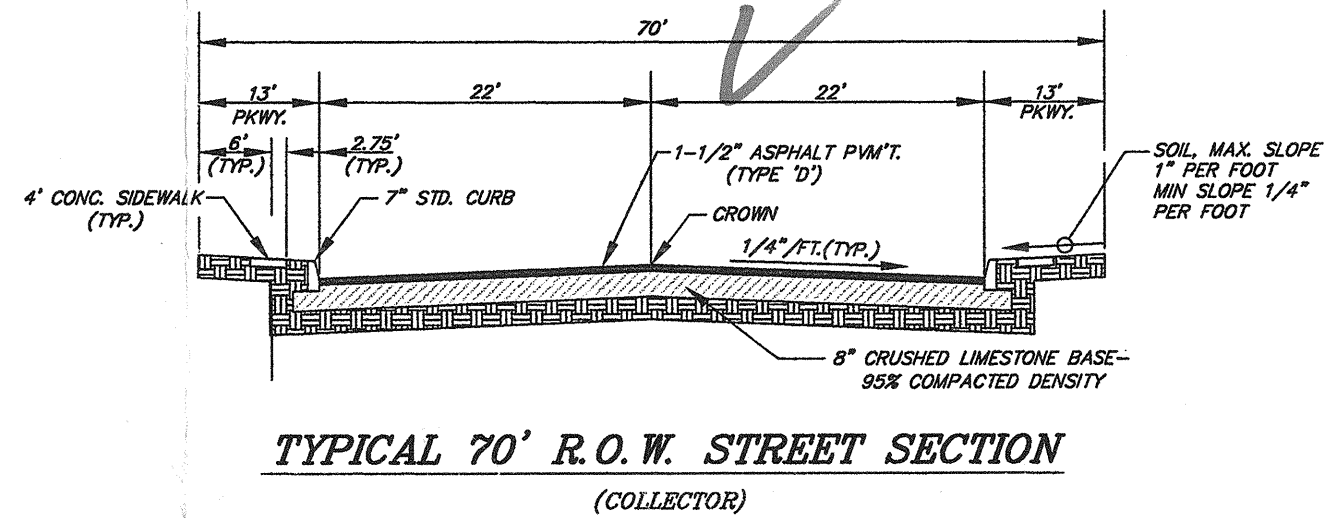 70'
13'
PKWY.
22'
22'
13'
PKWY.
6'
(TYP.)
2.75'
(TYP.)
4' CONC. SIDEWALK
(TYP.)
7" STD. CURB
1-1/2" ASPHALT PVM'T.
(TYPE 'D')
CROWN
1/4"/FT.(TYP.)
SOIL, MAX. SLOPE
1" PER FOOT
MIN SLOPE 1/4"
PER FOOT
8" CRUSHED LIMESTONE BASE-
95% COMPACTED DENSITY
TYPICAL 70' R.O.W. STREET SECTION
(COLLECTOR)